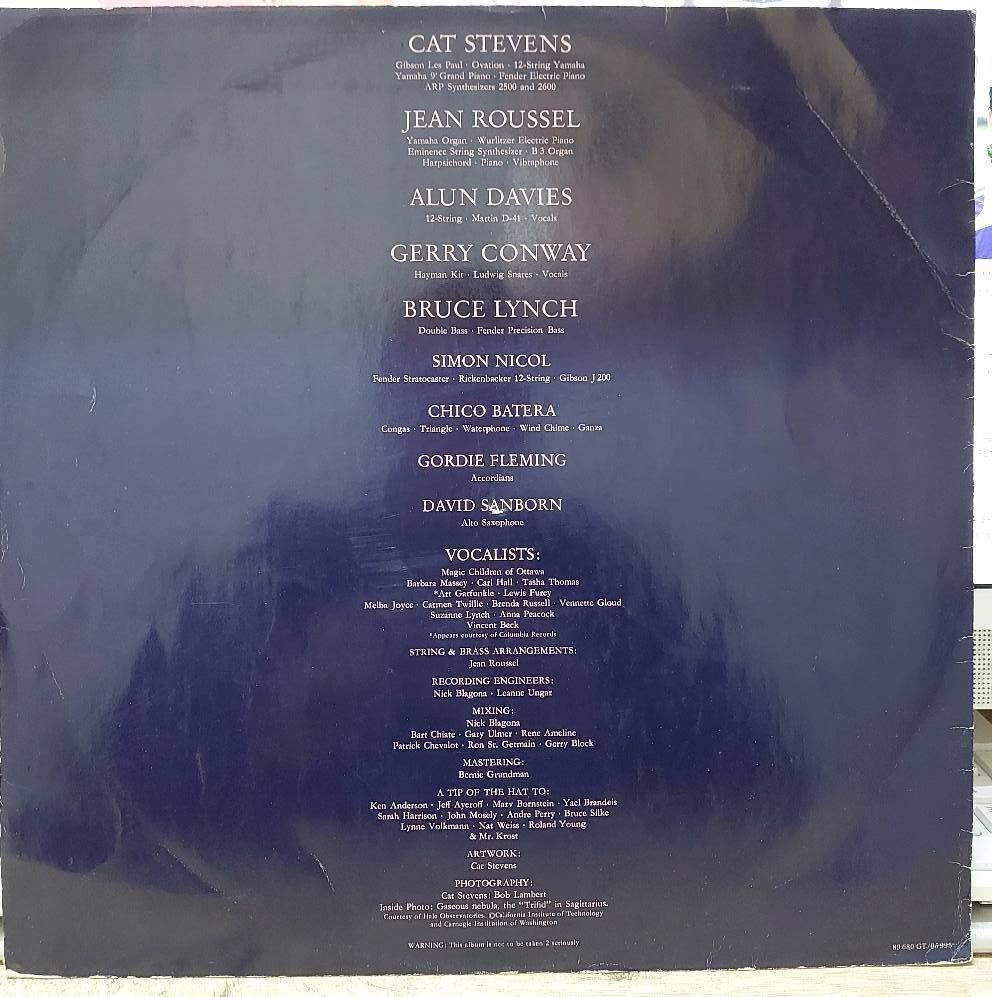 CAT STEVENS
Gibson Les Paul · Ovation · 12-String Yamaha
Yamaha 9' Grand Piano · Fender Electric Piano
ARP Synthesizers 2500 and 2600
JEAN ROUSSEL
Yamaha Organ · Wurlitzer Electric Piano
Eminence String Synthesizer · B 3 Organ
Harpsichord · Piano · Vibraphone
ALUN DAVIES
12-String · Martin D-41 · Vocals
GERRY CONWAY
Hayman Kit · Ludwig Snares · Vocals
BRUCE LYNCH
Double Bass · Fender Precision Bass
SIMON NICOL
Fender Stratocaster · Rickenbacker 12-String · Gibson J 200
CHICO BATERA
Congas · Triangle · Waterphone · Wind Chime · Ganza
GORDIE FLEMING
Accordians
DAVID SANBORN
Alto Saxophone
VOCALISTS:
Magic Children of Ottawa
Barbara Massey · Carl Hall · Tasha Thomas
*Art Garfunkle · Lewis Furey
Melba Joyce · Carmen Twillie · Brenda Russell · Vennette Gloud
Suzanne Lynch · Anna Peacock
Vincent Beck
*Appears courtesy of Columbia Records
STRING & BRASS ARRANGEMENTS:
Jean Roussel
RECORDING ENGINEERS:
Nick Blagona · Leanne Ungar
MIXING:
Nick Blagona
Bart Chiate · Gary Ulmer · Rene Ameline
Patrick Chevalot · Ron St. Germain · Gerry Block
MASTERING:
Bernie Grundman
A TIP OF THE HAT TO:
Ken Anderson · Jeff Ayeroff · Marv Bornstein · Yael Brandeis
Sarah Harrison · John Mosely · Andre Perry · Bruce Silke
Lynne Volkmann · Nat Weiss · Roland Young
& Mr. Krost
ARTWORK:
Cat Stevens
PHOTOGRAPHY:
Cat Stevens Bob Lambert
Inside Photo: Gaseous nebula, the "Trifid" in Sagittarius.
Courtesy of Hale Observatories. ©California Institute of Technology
and Carnegie Institution of Washington
WARNING: This album is not to be taken 2 seriously
89 680 GT